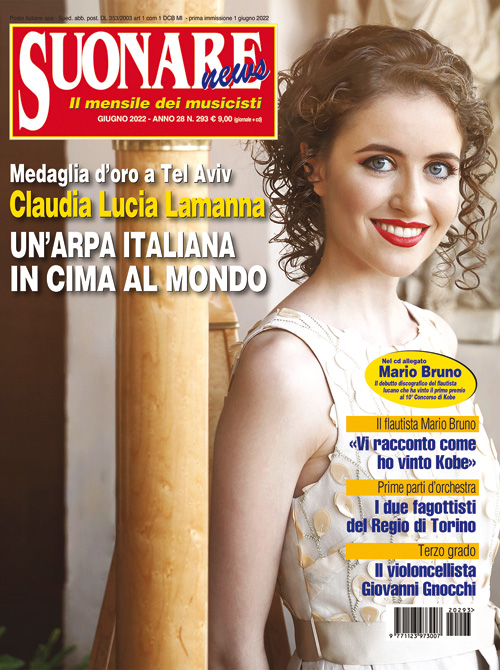 Poste italiane spa - Sped. abb. post. DL 353/2003 art 1 com 1 DCB MI - prima immissione 1 giugno 2022
SUONARE
news
Il mensile dei musicisti
GIUGNO 2022 - ANNO 28 N. 293 € 9,00 (giornale + cd)
Medaglia d'oro a Tel Aviv
Claudia Lucia Lamanna
UN'ARPA ITALIANA
IN CIMA AL MONDO
Nel cd allegato
Mario Bruno
Il debutto discografico del flautista
lucano che ha vinto il primo premio
al 10° Concorso di Kobe
Il flautista Mario Bruno
«Vi racconto come
ho vinto Kobe»
Prime parti d'orchestra
I due fagottisti
del Regio di Torino
Terzo grado
Il violoncellista
Giovanni Gnocchi
20293>
9 771123 973007 >